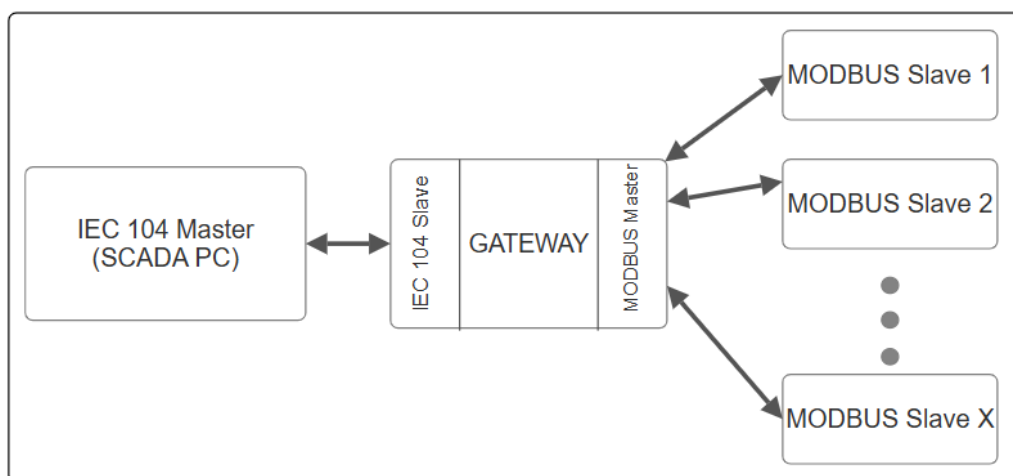 IEC 104 Master
(SCADA PC)
IEC 104 Slave
GATEWAY
MODBUS Master
MODBUS Slave 1
MODBUS Slave 2
MODBUS Slave X